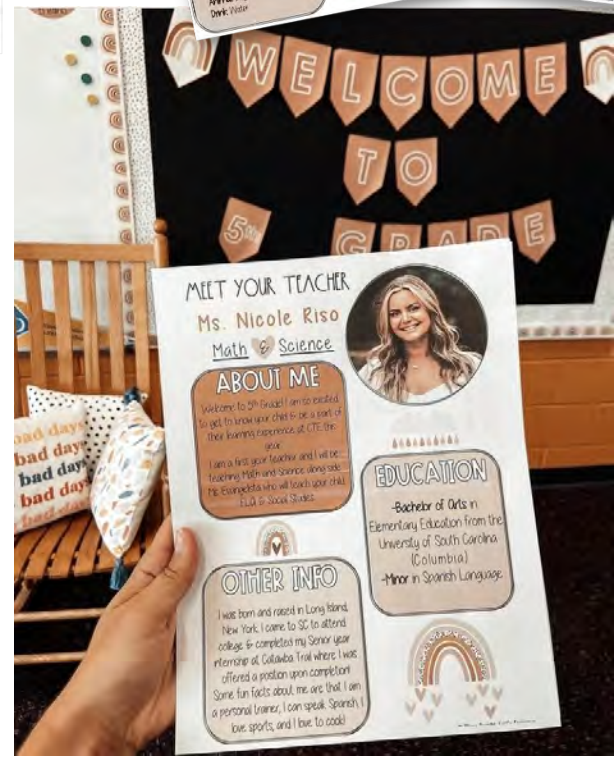 Drink: Water
WELCOME
TO
5TH GRADE
bad days
bad days
bad days
bad days
bad days
MEET YOUR TEACHER
Ms. Nicole Riso
Math & Science
ABOUT ME
Welcome to 5th Grade! I am so excited
to get to know your child & be a part of
their learning experience at CTE this
year.
I am a first year teacher and I will be
teaching Math and Science along side
Ms. Evangelista who will teach your child
ELA & Social Studies.
EDUCATION
-Bachelor of Arts in
Elementary Education from the
University of South Carolina
(Columbia)
-Minor in Spanish Language
OTHER INFO
I was born and raised in Long Island,
New York. I came to SC to attend
college & completed my Senior year
internship at Catawba Trail where I was
offered a position upon completion!
Some fun facts about me are that I am
a personal trainer, I can speak Spanish, I
love sports, and I love to cook!